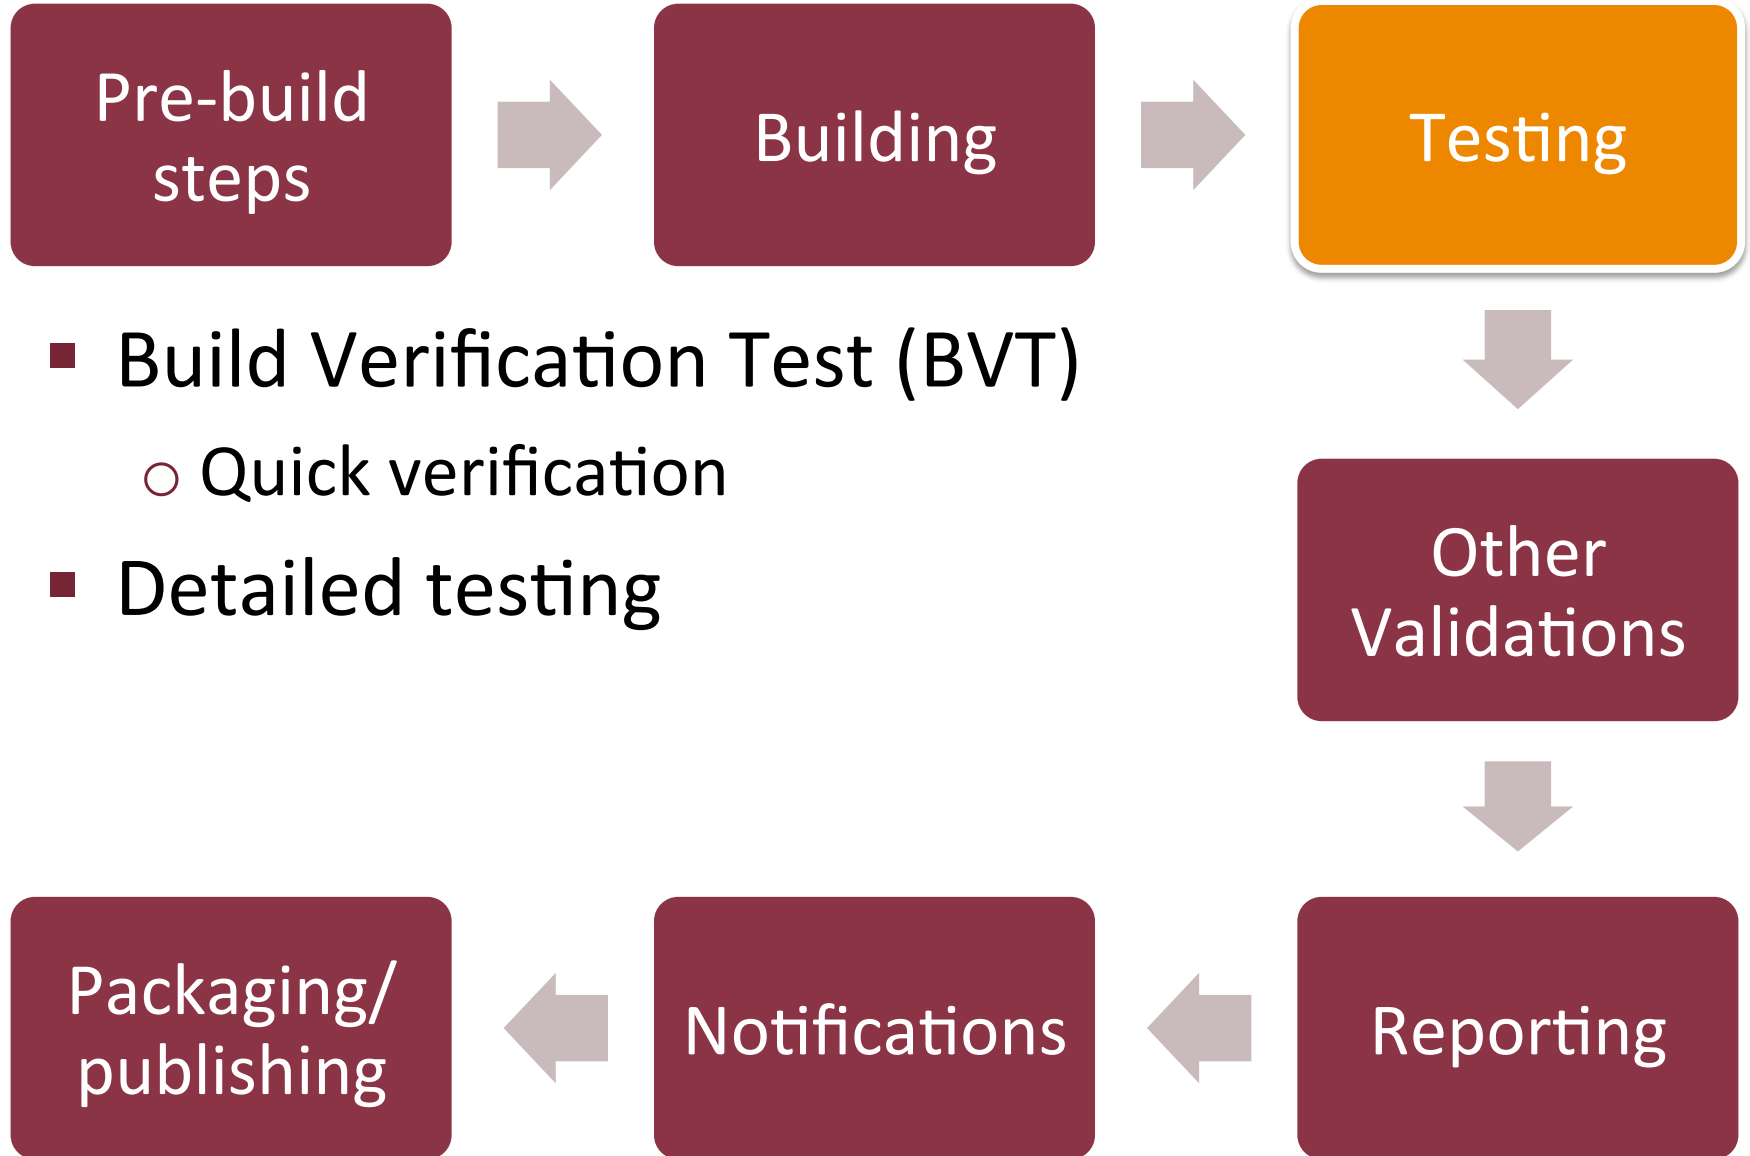 Pre-build
steps
Building
Testing
Build Verification Test (BVT)
Quick verification
Detailed testing
Other
Validations
Reporting
Notifications
Packaging/
publishing